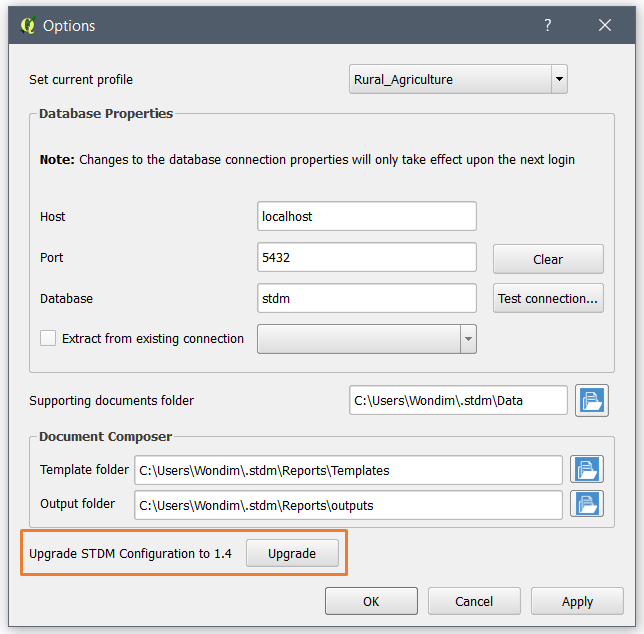 Options
?
Set current profile
Rural_Agriculture
Database Properties
Note: Changes to the database connection properties will only take effect upon the next login
Host
localhost
Port
5432
Clear
Database
stdm
Test connection...
Extract from existing connection
Supporting documents folder
C:\Users\Wondim\.stdm\Data
Document Composer
Template folder
C:\Users\Wondim\.stdm\Reports\Templates
Output folder
C:\Users\Wondim\.stdm\Reports\outputs
Upgrade STDM Configuration to 1.4
Upgrade
OK
Cancel
Apply